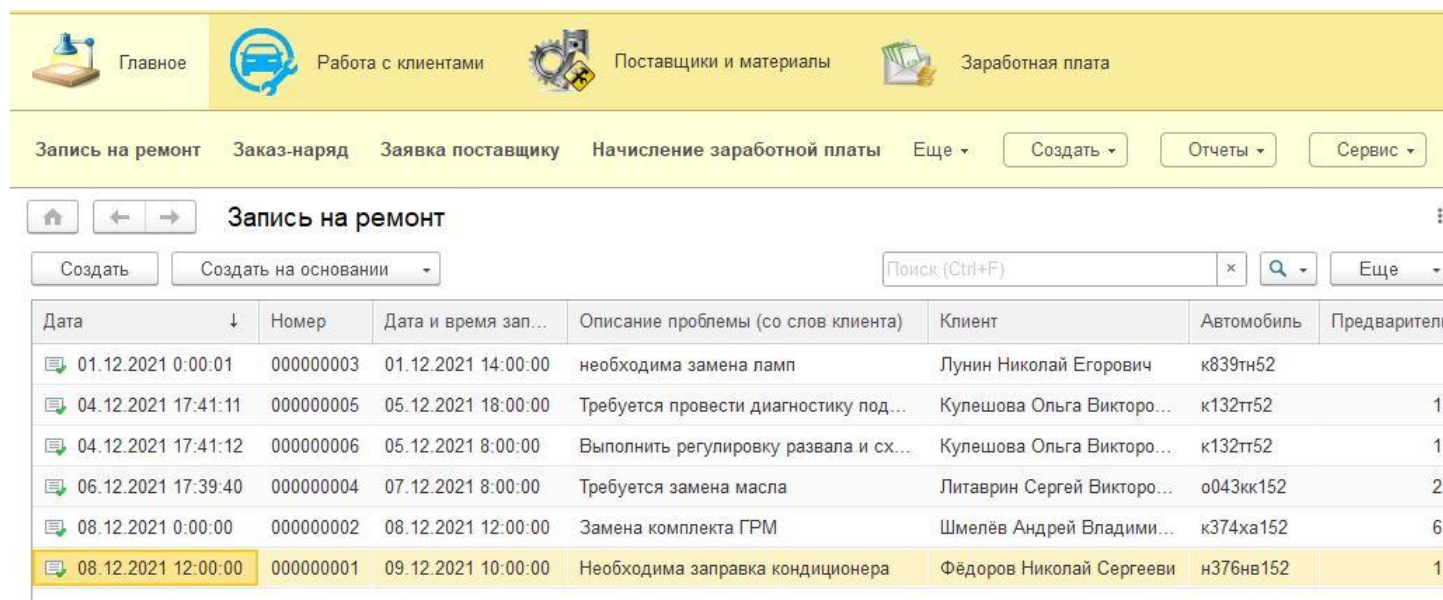 Главное Работа с клиентами Поставщики и материалы Заработная плата
Запись на ремонт Заказ-наряд Заявка поставщику Начисление заработной платы Еще Создать Отчеты Сервис
Запись на ремонт
Создать Создать на основании Поиск (Ctrl+F) × Еще
Дата ↓ Номер Дата и время зап... Описание проблемы (со слов клиента) Клиент Автомобиль Предварител
01.12.2021 0:00:01 000000003 01.12.2021 14:00:00 необходима замена ламп Лунин Николай Егорович к839тн52
04.12.2021 17:41:11 000000005 05.12.2021 18:00:00 Требуется провести диагностику под... Кулешова Ольга Викторо... к132тт52 1
04.12.2021 17:41:12 000000006 05.12.2021 8:00:00 Выполнить регулировку развала и сх... Кулешова Ольга Викторо... к132тт52 1
06.12.2021 17:39:40 000000004 07.12.2021 8:00:00 Требуется замена масла Литаврин Сергей Викторо... о043кк152 2
08.12.2021 0:00:00 000000002 08.12.2021 12:00:00 Замена комплекта ГРМ Шмелёв Андрей Владими... к374ха152 6
08.12.2021 12:00:00 000000001 09.12.2021 10:00:00 Необходима заправка кондиционера Фёдоров Николай Сергееви н376нв152 1